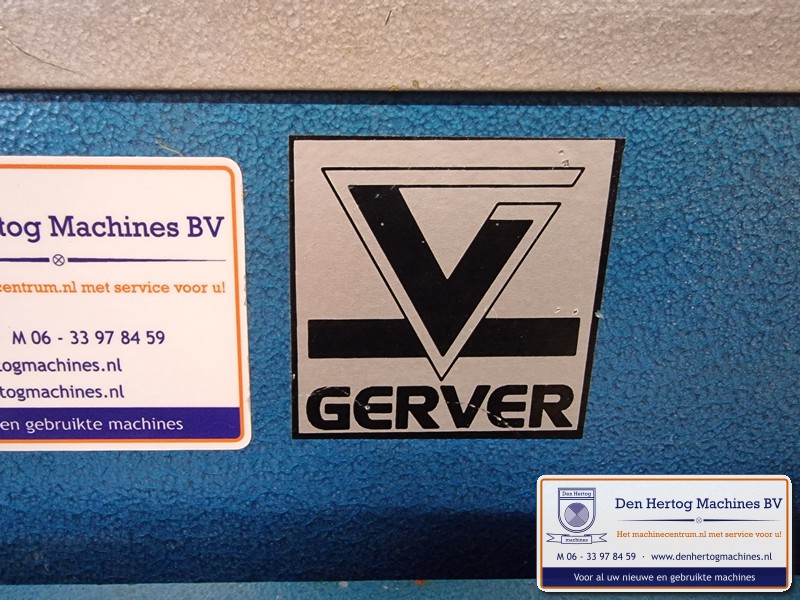 tog Machines BV
centrum.nl met service voor u!
M 06 - 33 97 84 59
togmachines.nl
togmachines.nl
en gebruikte machines
GERVER
Den Hertog
machines
Den Hertog Machines BV
Het machinecentrum.nl met service voor u!
M 06 - 33 97 84 59 · www.denhertogmachines.nl
Voor al uw nieuwe en gebruikte machines